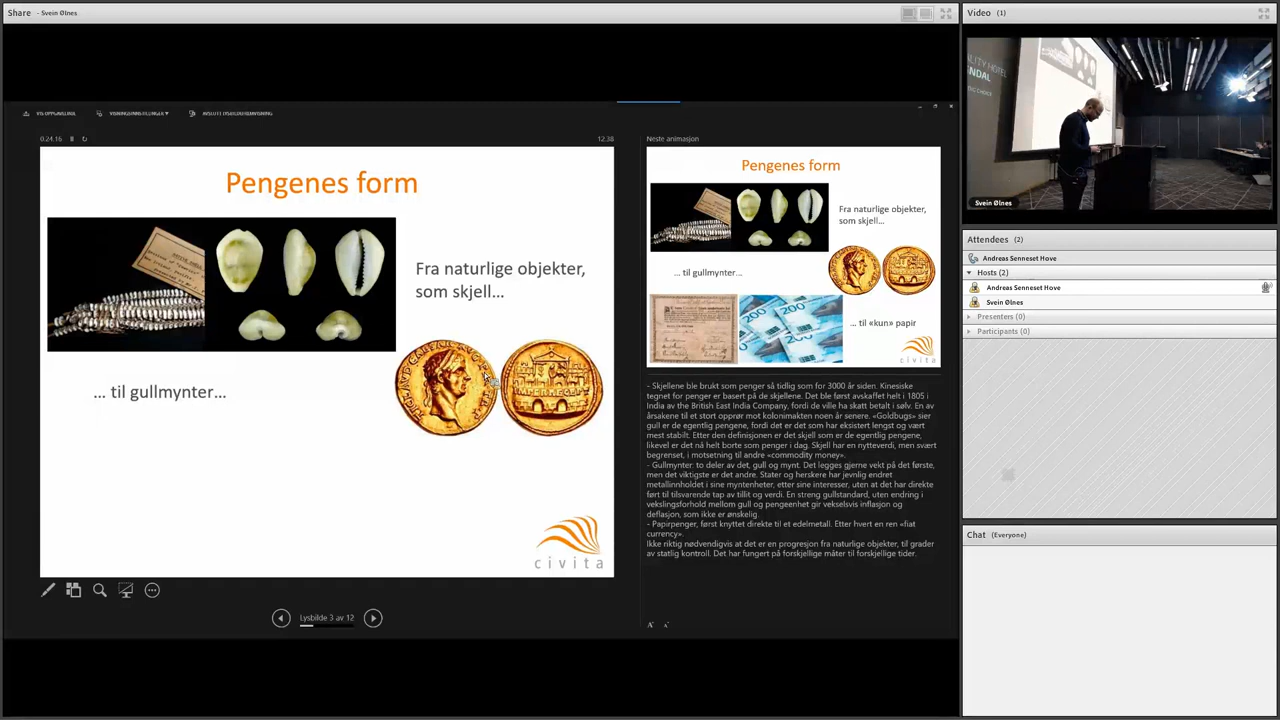 Share - Svein Ølnes
0.24.16
12.38
Pengenes form
Fra naturlige objekter,
som skjell…
… til gullmynter…
civita
Lysbilde 3 av 12
Neste animasjon
Pengenes form
Fra naturlige objekter,
som skjell…
… til gullmynter…
… til «kun» papir
civita
- Skjellene ble brukt som penger så tidlig som for 3000 år siden. Kinesiske
tegnet for penger er basert på de skjellene. Det ble først avskaffet helt i 1805 i
India av the British East India Company, fordi de ville ha skatt betalt i sølv. En av
årsakene til et stort opprør mot kolonimakten noen år senere. «Goldbugs» sier
gull er de egentlig pengene, fordi det er det som har eksistert lengst og vært
mest stabilt. Etter den definisjonen er det skjell som er de egentlig pengene,
likevel er det nå helt borte som penger i dag. Skjell har en nytteverdi, men svært
begrenset, i motsetning til andre «commodity money».
- Gullmynter: to deler av det, gull og mynt. Det legges gjerne vekt på det første,
men det viktigste er det andre. Stater og herskere har jevnlig endret
metallinnholdet i sine myntenheter, etter sine interesser, uten at det har direkte
ført til tilsvarende tap av tillit og verdi. En streng gullstandard, uten endring i
vekslingsforhold mellom gull og pengeenhet gir vekselsvis inflasjon og
deflasjon, som ikke er ønskelig.
- Papirpenger, først knyttet direkte til et edelmetall. Etter hvert en ren «fiat
currency».
Ikke riktig nødvendigvis at det er en progresjon fra naturlige objekter, til grader
av statlig kontroll. Det har fungert på forskjellige måter til forskjellige tider.
Video (1)
Svein Ølnes
Attendees (2)
Andreas Senneset Hove
Hosts (2)
Andreas Senneset Hove
Svein Ølnes
Presenters (0)
Participants (0)
Chat (Everyone)